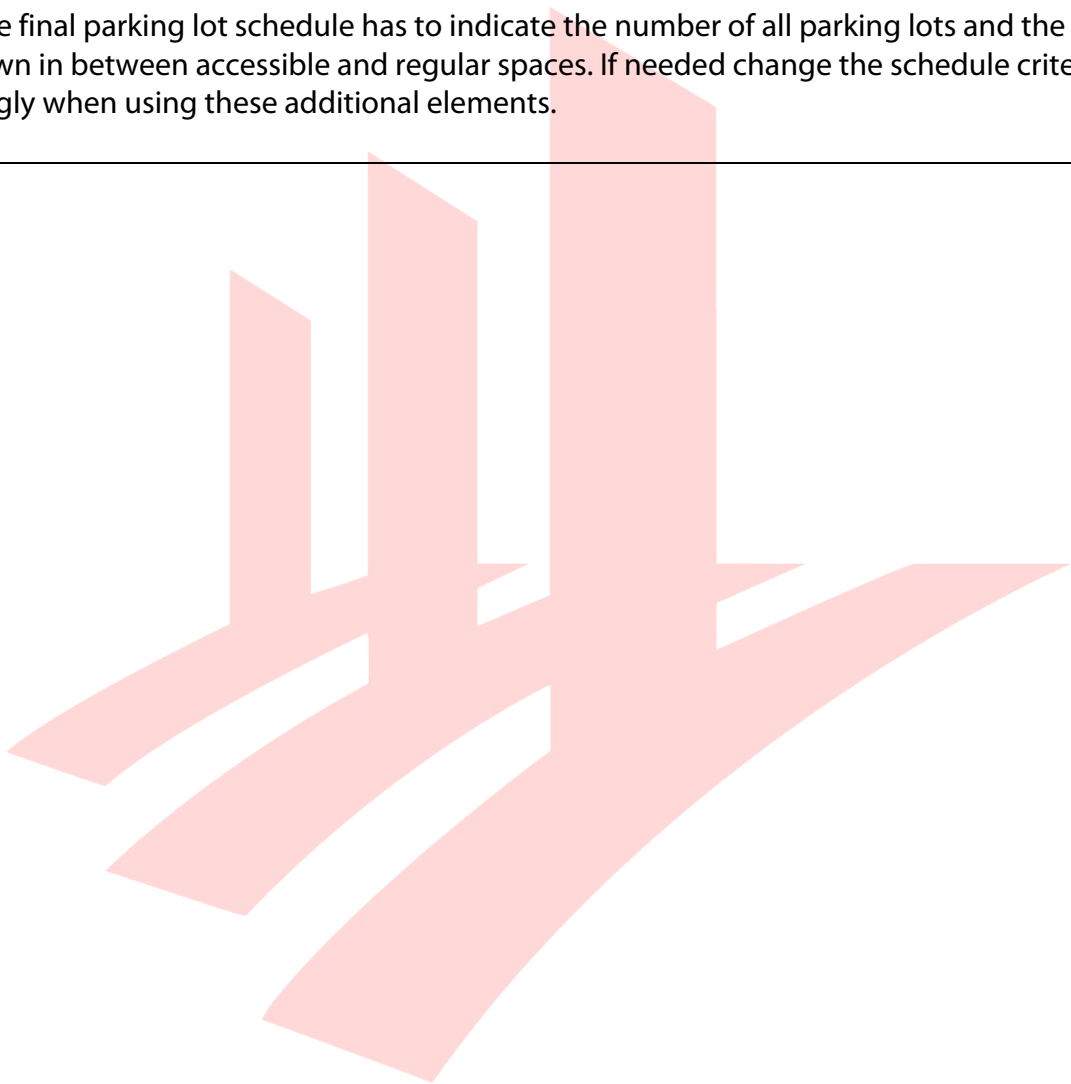 e final parking lot schedule has to indicate the number of all parking lots and the
wn in between accessible and regular spaces. If needed change the schedule crite
gly when using these additional elements.